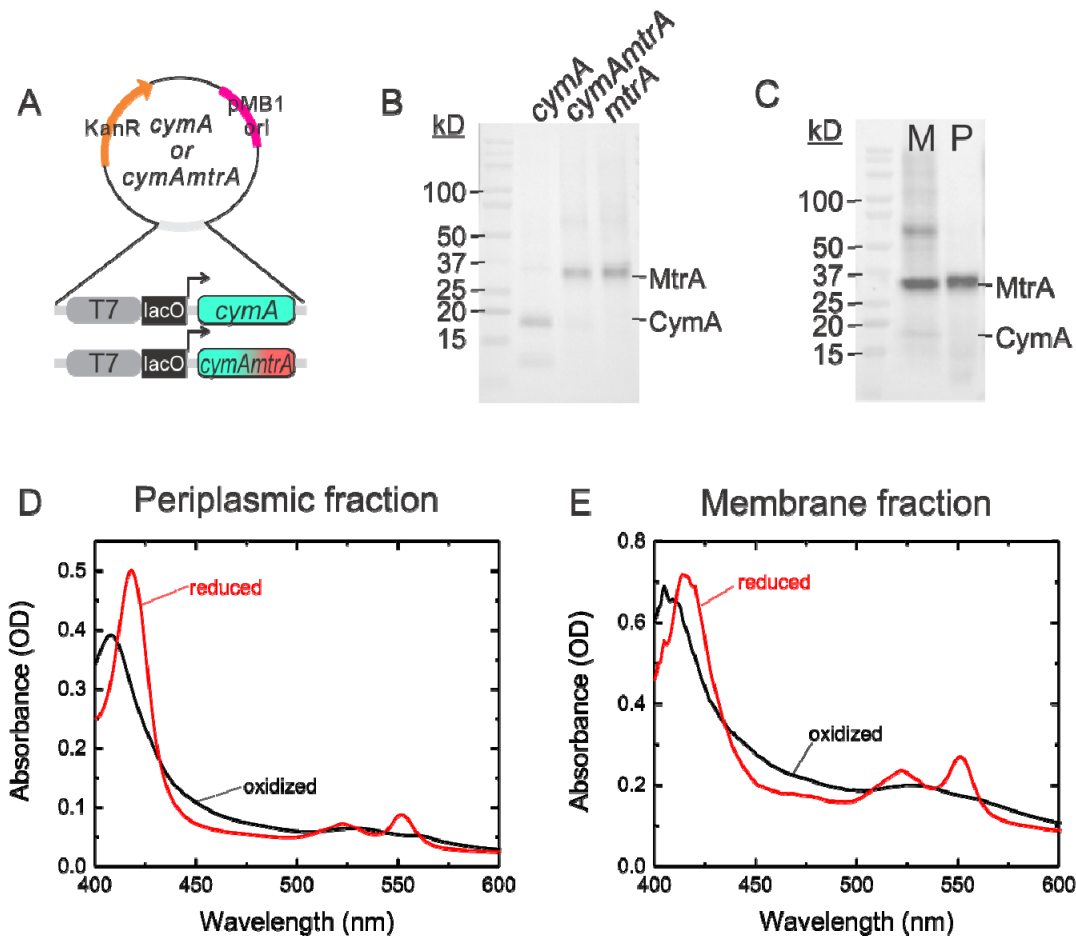 A
KanR
pMB1
ori
cymA
or
cymAmtrA
T7
lacO
cymA
T7
lacO
cymAmtrA
B
kD
cymA
cymAmtrA
mtrA
100
50
37
25
20
15
MtrA
CymA
C
kD
M
P
100
50
37
25
20
15
MtrA
CymA
D
Periplasmic fraction
Absorbance (OD)
0.5
0.4
0.3
0.2
0.1
0.0
reduced
oxidized
400
450
500
550
600
Wavelength (nm)
E
Membrane fraction
Absorbance (OD)
0.8
0.6
0.4
0.2
0.0
reduced
oxidized
400
450
500
550
600
Wavelength (nm)